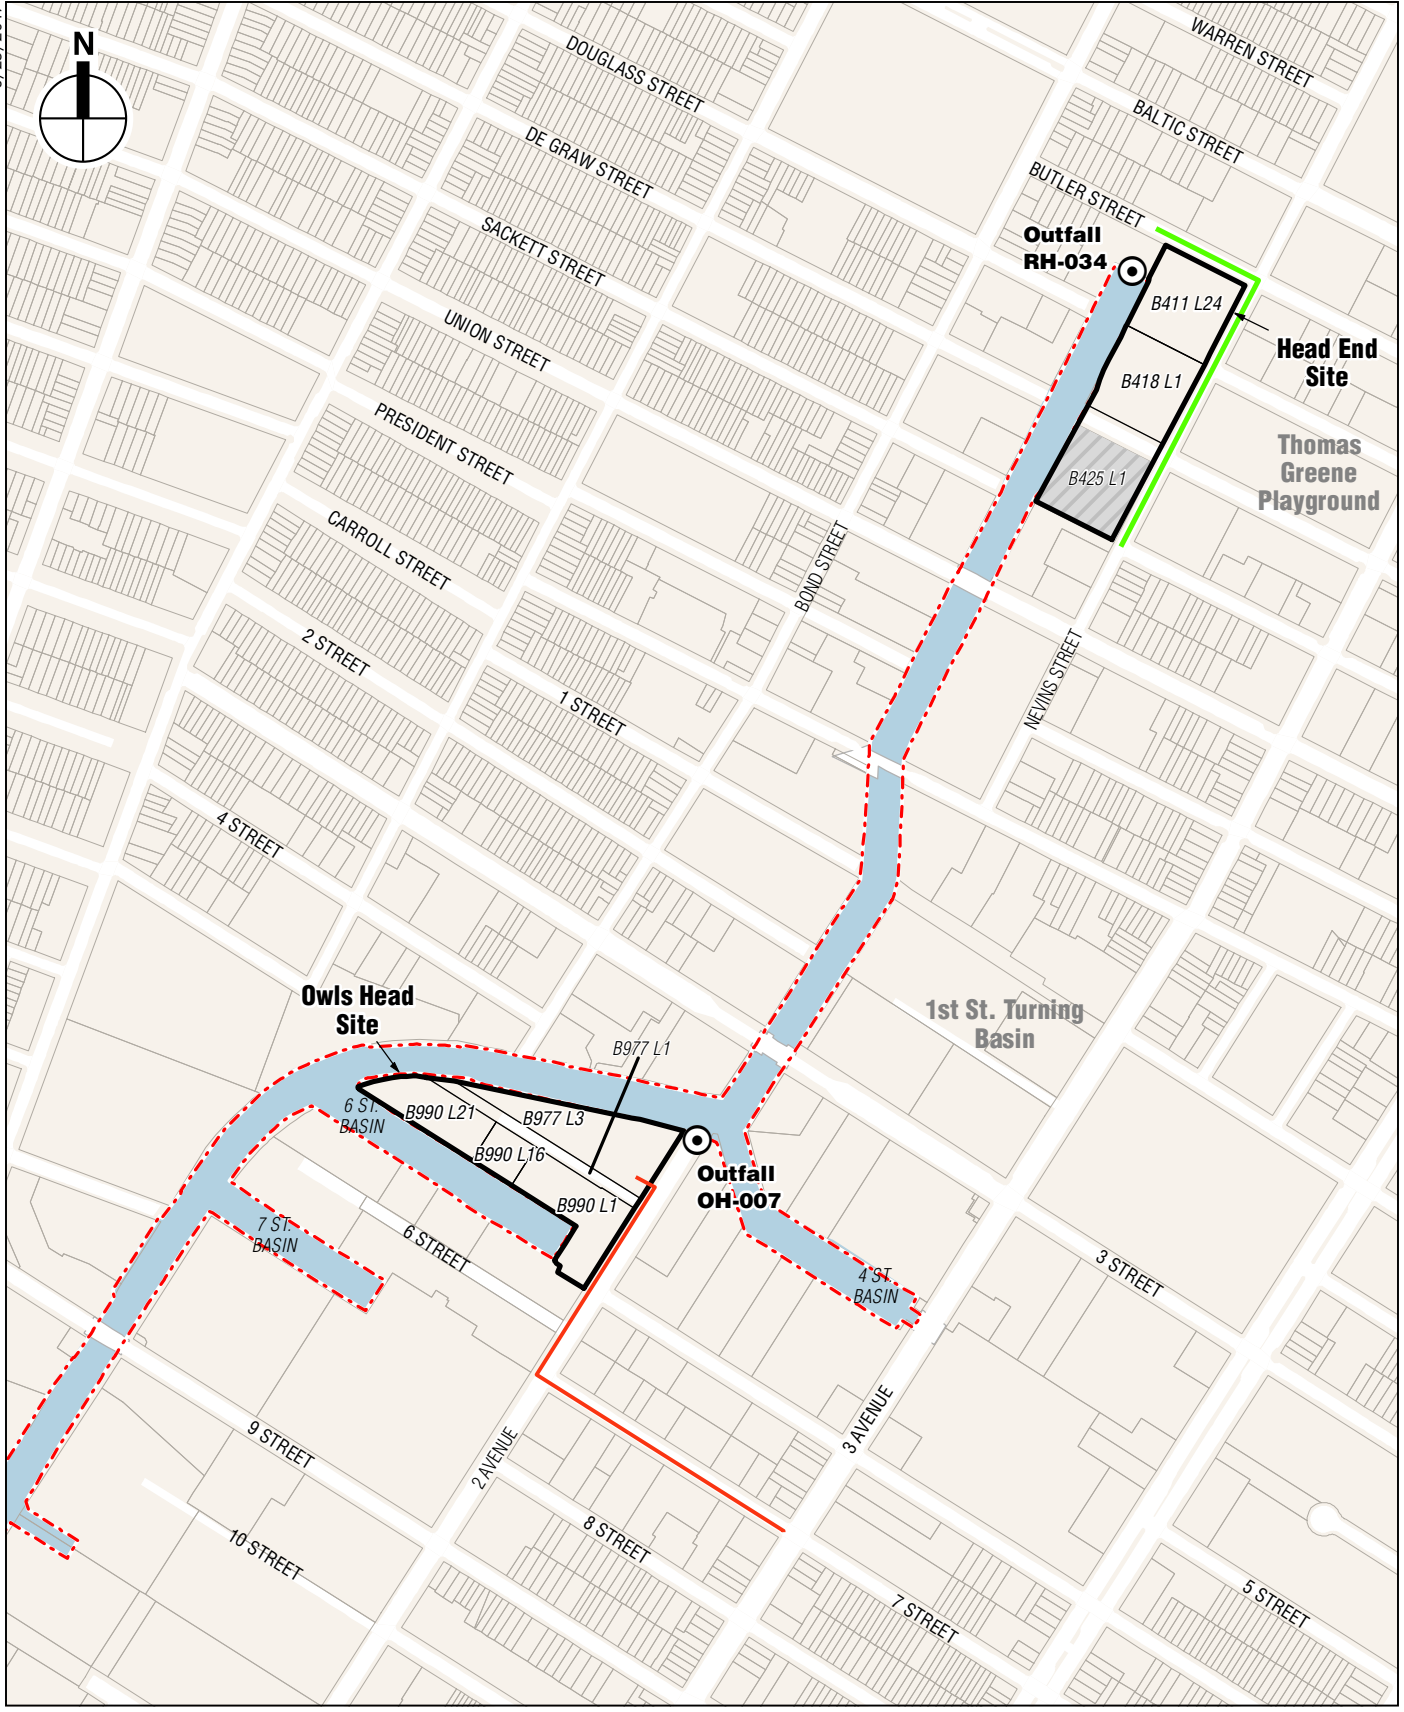 N
WARREN STREET
DOUGLASS STREET
BALTIC STREET
DE GRAW STREET
BUTLER STREET
SACKETT STREET
Outfall
RH-034
B411 L24
UNION STREET
Head End
Site
B418 L1
PRESIDENT STREET
Thomas
Greene
Playground
B425 L1
CARROLL STREET
BOND STREET
2 STREET
NEVINS STREET
1 STREET
4 STREET
Owls Head
Site
1st St. Turning
Basin
B977 L1
6 ST.
BASIN
B990 L21
B977 L3
B990 L16
Outfall
OH-007
B990 L1
7 ST.
BASIN
6 STREET
3 STREET
4 ST.
BASIN
3 AVENUE
9 STREET
2 AVENUE
8 STREET
10 STREET
7 STREET
5 STREET